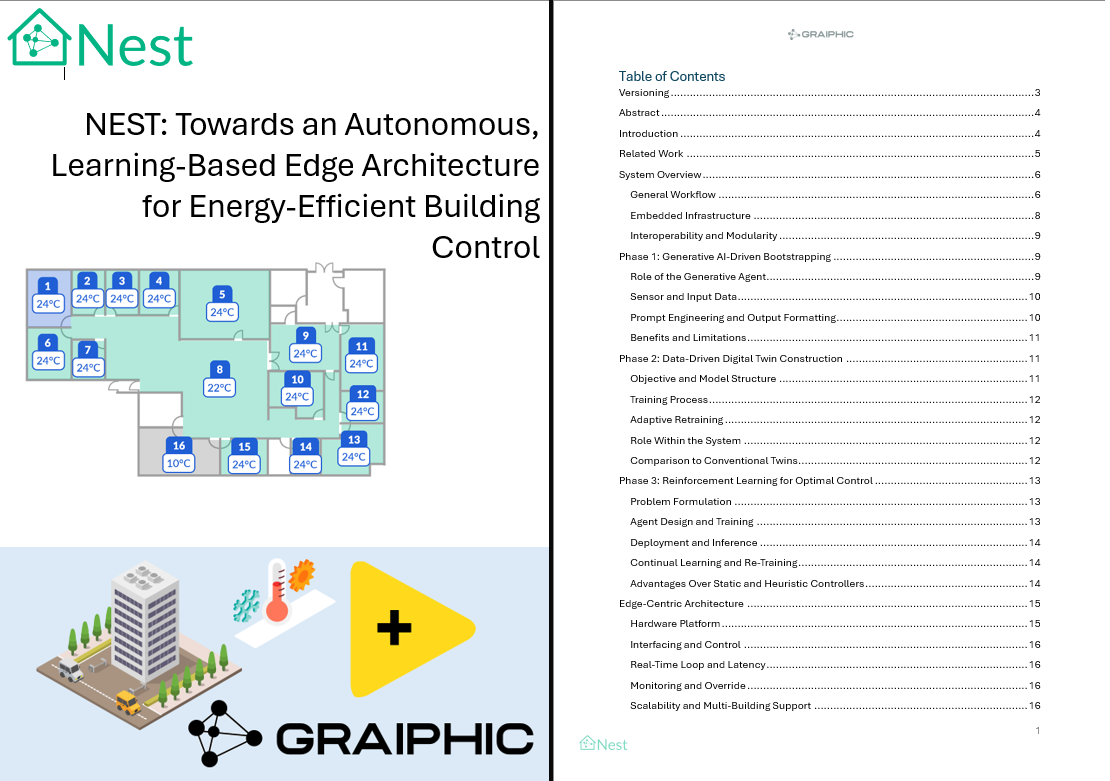 Nest
NEST: Towards an Autonomous,
Learning-Based Edge Architecture
for Energy-Efficient Building
Control
1
24°C
2
24°C
3
24°C
4
24°C
5
24°C
6
24°C
7
24°C
8
22°C
9
24°C
10
24°C
11
24°C
12
24°C
13
24°C
14
24°C
15
24°C
16
10°C
+
GRAIPHIC
GRAIPHIC
Table of Contents
Versioning 3
Abstract 4
Introduction 4
Related Work 5
System Overview 6
General Workflow 6
Embedded Infrastructure 8
Interoperability and Modularity 9
Phase 1: Generative AI-Driven Bootstrapping 9
Role of the Generative Agent 9
Sensor and Input Data 10
Prompt Engineering and Output Formatting 10
Benefits and Limitations 11
Phase 2: Data-Driven Digital Twin Construction 11
Objective and Model Structure 11
Training Process 12
Adaptive Retraining 12
Role Within the System 12
Comparison to Conventional Twins 12
Phase 3: Reinforcement Learning for Optimal Control 13
Problem Formulation 13
Agent Design and Training 13
Deployment and Inference 14
Continual Learning and Re-Training 14
Advantages Over Static and Heuristic Controllers 14
Edge-Centric Architecture 15
Hardware Platform 15
Interfacing and Control 16
Real-Time Loop and Latency 16
Monitoring and Override 16
Scalability and Multi-Building Support 16
1
Nest